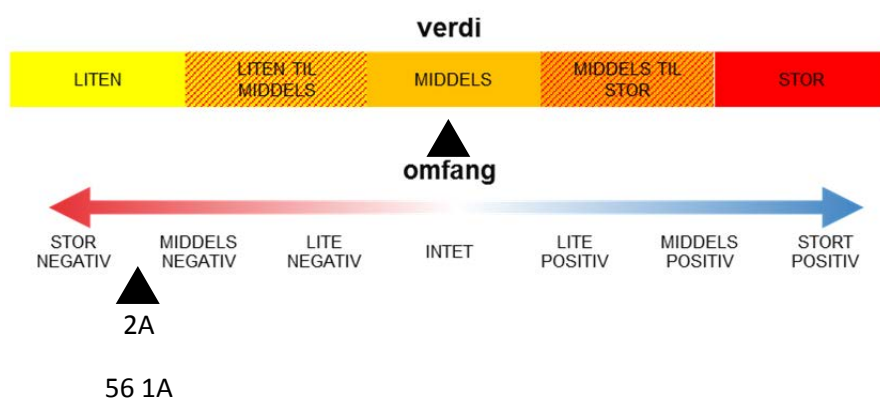 verdi
LITEN LITEN TIL MIDDELS MIDDELS TIL STOR
MIDDELS STOR
omfang
STOR MIDDELS LITE INTET LITE MIDDELS STORT
NEGATIV NEGATIV NEGATIV POSITIV POSITIV POSITIV
2A
56 1A